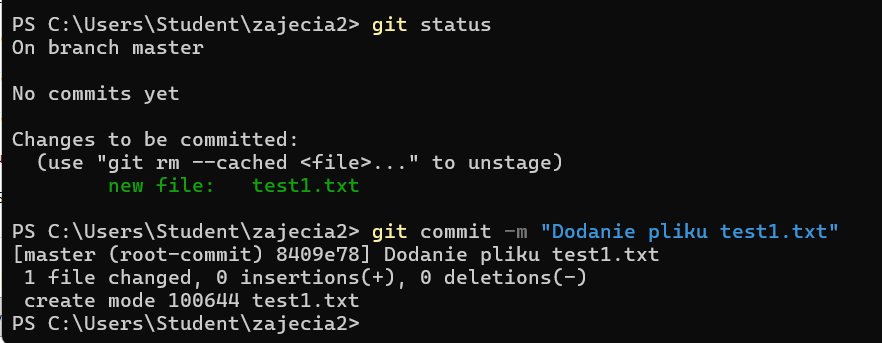 PS C:\Users\Student\zajecia2> git status
On branch master
No commits yet
Changes to be committed:
  (use "git rm --cached <file>..." to unstage)
        new file:   test1.txt
PS C:\Users\Student\zajecia2> git commit -m "Dodanie pliku test1.txt"
[master (root-commit) 8409e78] Dodanie pliku test1.txt
 1 file changed, 0 insertions(+), 0 deletions(-)
 create mode 100644 test1.txt
PS C:\Users\Student\zajecia2>